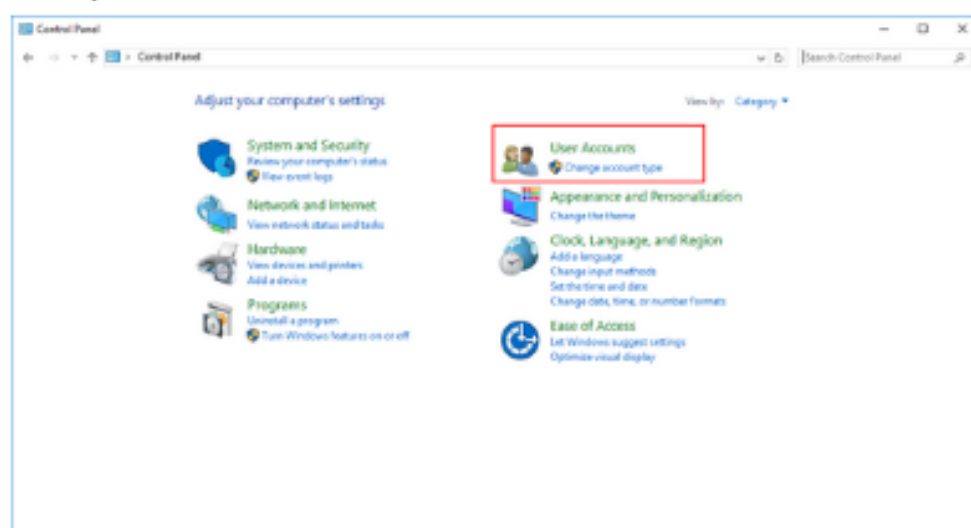 Control Panel
Control Panel
Search Control Panel
Adjust your computer's settings
View by: Category
System and Security
Review your computer's status
View event logs
Network and Internet
View network status and tasks
Hardware
View devices and printers
Add a device
Programs
Uninstall a program
Turn Windows features on or off
User Accounts
Change account type
Appearance and Personalization
Change the theme
Clock, Language, and Region
Add a language
Change input methods
Set the time and date
Change date, time, or number formats
Ease of Access
Let Windows suggest settings
Optimize visual display